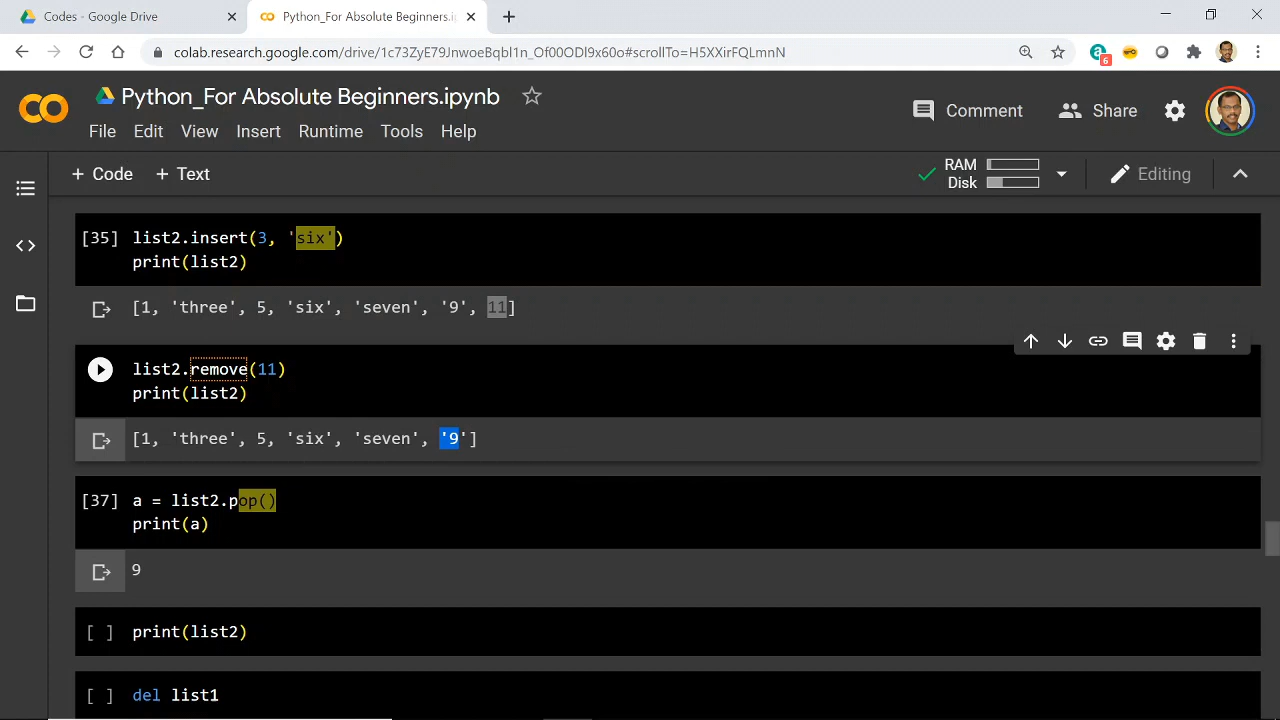 Codes - Google Drive
Python_For Absolute Beginners.i
colab.research.google.com/drive/1c73ZyE79JnwoeBqbl1n_Of00ODl9x60o#scrollTo=H5XXirFQLmnN
6
Python_For Absolute Beginners.ipynb
Comment
Share
File Edit View Insert Runtime Tools Help
+ Code + Text
RAM
Disk
Editing
[35] list2.insert(3, 'six')
print(list2)
[1, 'three', 5, 'six', 'seven', '9', 11]
list2.remove(11)
print(list2)
[1, 'three', 5, 'six', 'seven', '9']
[37] a = list2.pop()
print(a)
9
[ ] print(list2)
[ ] del list1